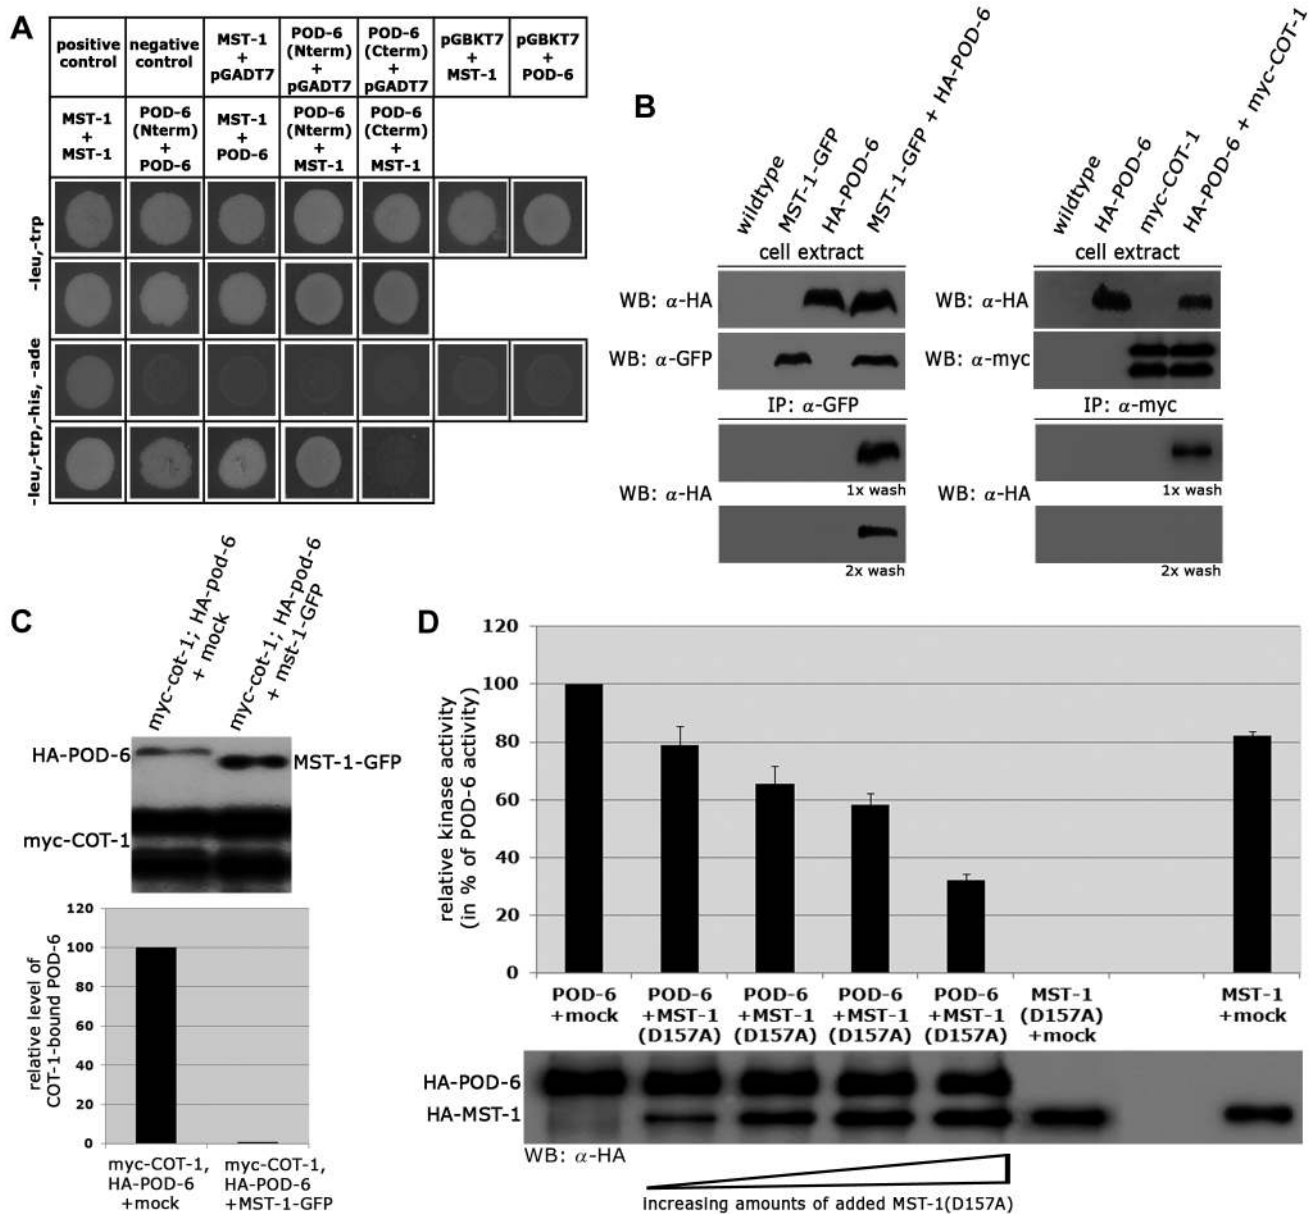 A
positive control
negative control
MST-1 + pGADT7
POD-6 (Nterm) + pGADT7
POD-6 (Cterm) + pGADT7
pGBKT7 + MST-1
pGBKT7 + POD-6
MST-1 + MST-1
POD-6 (Nterm) + POD-6
MST-1 + POD-6
POD-6 (Nterm) + MST-1
POD-6 (Cterm) + MST-1
-leu,-trp
-leu,-trp,-his, -ade
B
wildtype
MST-1-GFP
HA-POD-6
MST-1-GFP + HA-POD-6
cell extract
WB: α-HA
WB: α-GFP
IP: α-GFP
WB: α-HA
1x wash
2x wash
wildtype
HA-POD-6
myc-COT-1
HA-POD-6 + myc-COT-1
cell extract
WB: α-HA
WB: α-myc
IP: α-myc
WB: α-HA
1x wash
2x wash
C
myc-cot-1; HA-pod-6
+ mock
myc-cot-1; HA-pod-6
+ mst-1-GFP
HA-POD-6
MST-1-GFP
myc-COT-1
relative level of
COT-1-bound POD-6
120
100
80
60
40
20
0
myc-COT-1,
HA-POD-6
+mock
myc-COT-1,
HA-POD-6
+MST-1-GFP
D
relative kinase activity
(in % of POD-6 activity)
120
100
80
60
40
20
0
POD-6
+mock
POD-6
+MST-1
(D157A)
POD-6
+MST-1
(D157A)
POD-6
+MST-1
(D157A)
POD-6
+MST-1
(D157A)
MST-1
(D157A)
+mock
MST-1
+mock
HA-POD-6
HA-MST-1
WB: α-HA
increasing amounts of added MST-1(D157A)